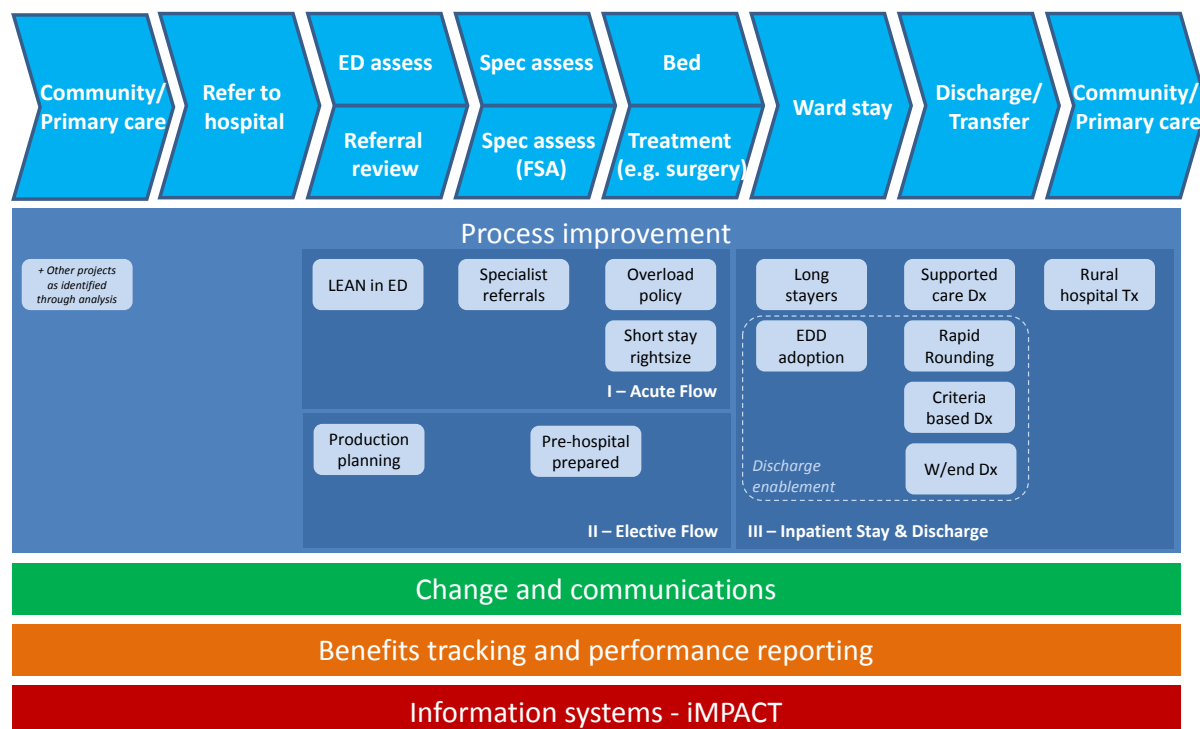 Community/
Primary care
Refer to
hospital
ED assess
Referral
review
Spec assess
Spec assess
(FSA)
Bed
Treatment
(e.g. surgery)
Ward stay
Discharge/
Transfer
Community/
Primary care
Process improvement
+ Other projects
as identified
through analysis
LEAN in ED
Specialist
referrals
Overload
policy
Short stay
rightsize
I – Acute Flow
Production
planning
Pre-hospital
prepared
II – Elective Flow
Long
stayers
Supported
care Dx
Rural
hospital Tx
EDD
adoption
Rapid
Rounding
Criteria
based Dx
W/end Dx
Discharge
enablement
III – Inpatient Stay & Discharge
Change and communications
Benefits tracking and performance reporting
Information systems - iMPACT